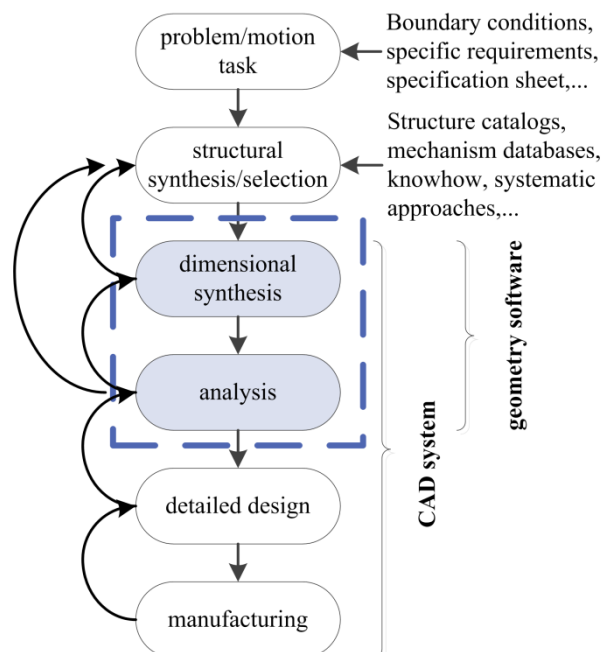 problem/motion
task
Boundary conditions,
specific requirements,
specification sheet,...
structural
synthesis/selection
Structure catalogs,
mechanism databases,
knowhow, systematic
approaches,...
dimensional
synthesis
analysis
detailed design
manufacturing
CAD system
geometry software